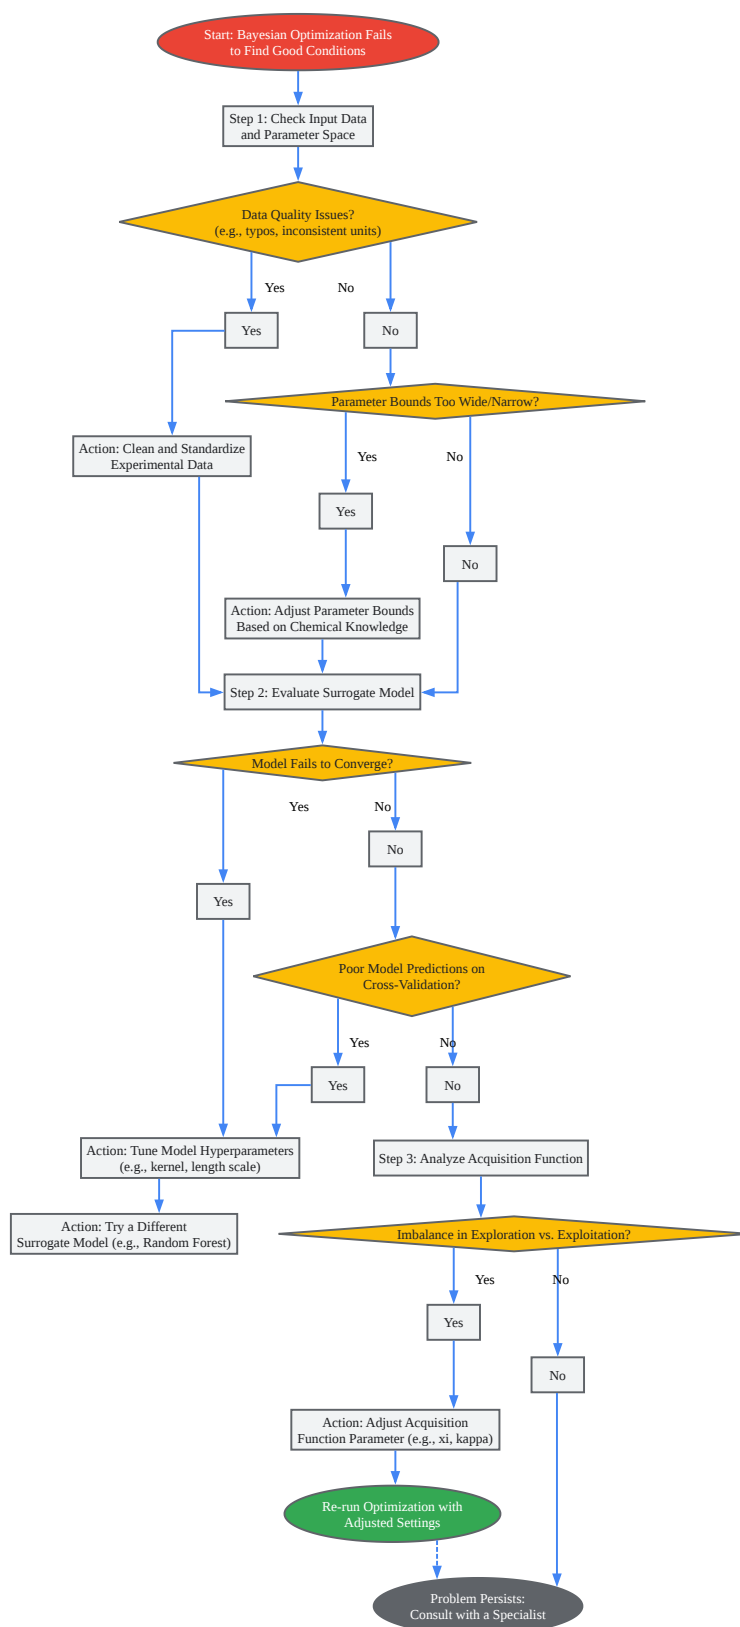 Start: Bayesian Optimization Fails
to Find Good Conditions
Step 1: Check Input Data
and Parameter Space
Data Quality Issues?
(e.g., typos, inconsistent units)
Yes
No
Yes
No
Parameter Bounds Too Wide/Narrow?
Action: Clean and Standardize
Experimental Data
Yes
No
Yes
No
Action: Adjust Parameter Bounds
Based on Chemical Knowledge
Step 2: Evaluate Surrogate Model
Model Fails to Converge?
Yes
No
No
Yes
Poor Model Predictions on
Cross-Validation?
Yes
No
Yes
No
Action: Tune Model Hyperparameters
(e.g., kernel, length scale)
Step 3: Analyze Acquisition Function
Action: Try a Different
Surrogate Model (e.g., Random Forest)
Imbalance in Exploration vs. Exploitation?
Yes
No
Yes
No
Action: Adjust Acquisition
Function Parameter (e.g., xi, kappa)
Re-run Optimization with
Adjusted Settings
Problem Persists:
Consult with a Specialist